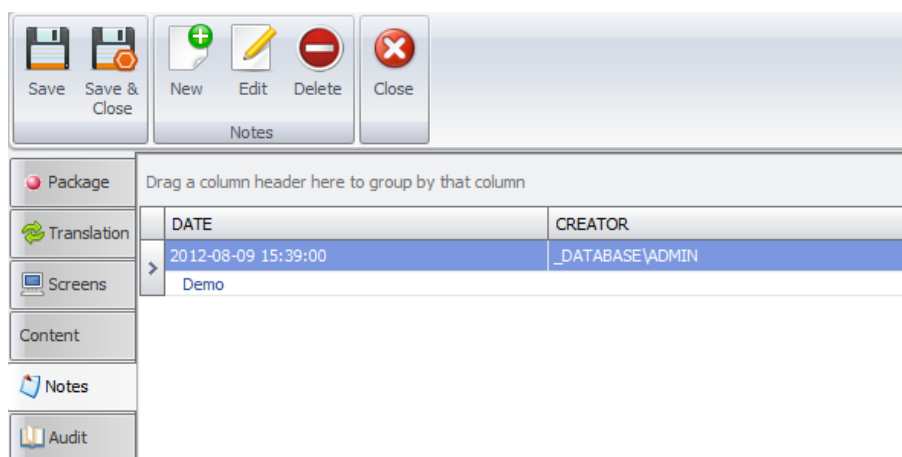 Save Save & Close New Edit Delete Close
Notes
Package
Drag a column header here to group by that column
Translation
DATE CREATOR
2012-08-09 15:39:00 _DATABASE\ADMIN
Demo
Screens
Content
Notes
Audit